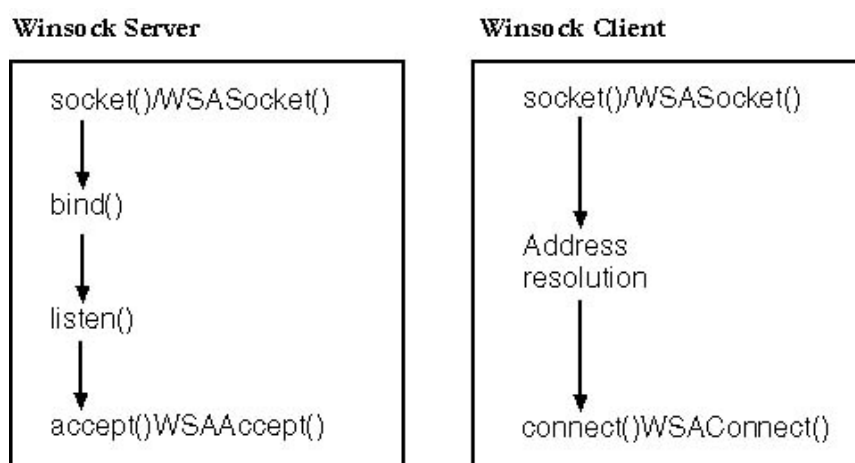 Winsock Server
socket()/WSASocket()
bind()
listen()
accept()WSAAccept()
Winsock Client
socket()/WSASocket()
Address
resolution
connect()WSAConnect()